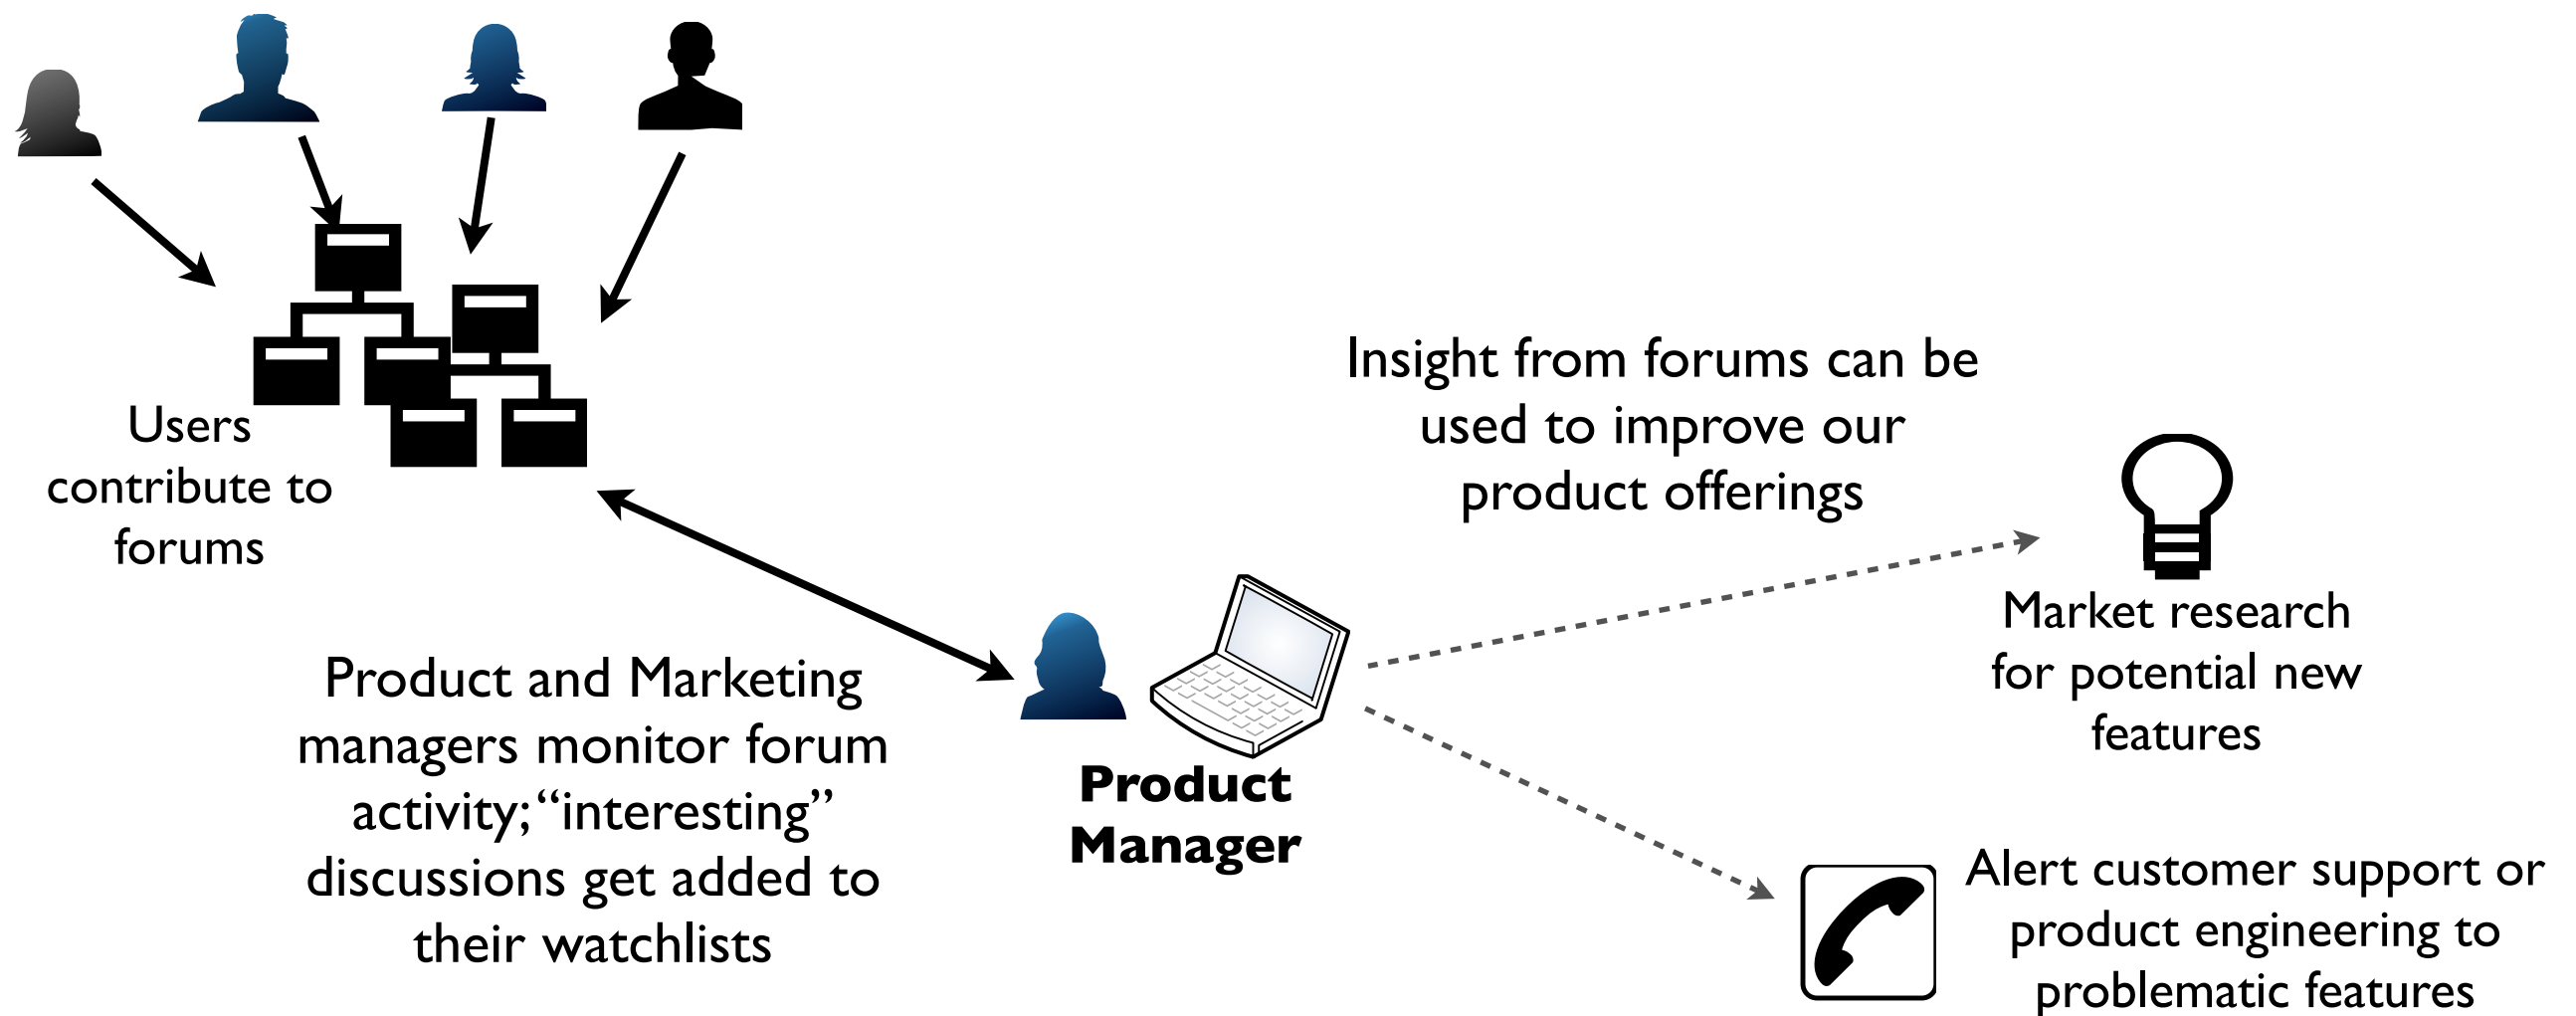 Users
contribute to
forums
Product and Marketing
managers monitor forum
activity; “interesting”
discussions get added to
their watchlists
Product
Manager
Insight from forums can be
used to improve our
product offerings
Market research
for potential new
features
Alert customer support or
product engineering to
problematic features